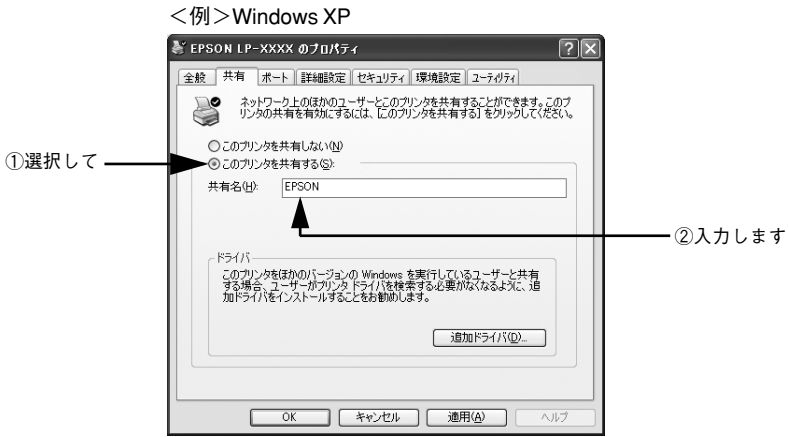 ＜例＞Windows XP
EPSON LP-XXXX のプロパティ
全般 共有 ポート 詳細設定 セキュリティ 環境設定 ユーティリティ
ネットワーク上のほかのユーザーとこのプリンタを共有することができます。このプ
リンタの共有を有効にするには、[このプリンタを共有する] をクリックしてください。
このプリンタを共有しない(N)
①選択して
このプリンタを共有する(S):
共有名(H): EPSON
②入力します
ドライバ
このプリンタをほかのバージョンの Windows を実行しているユーザーと共有
する場合、ユーザーがプリンタ ドライバを検索する必要がなくなるように、追
加ドライバをインストールすることをお勧めします。
追加ドライバ(D)...
OK キャンセル 適用(A) ヘルプ